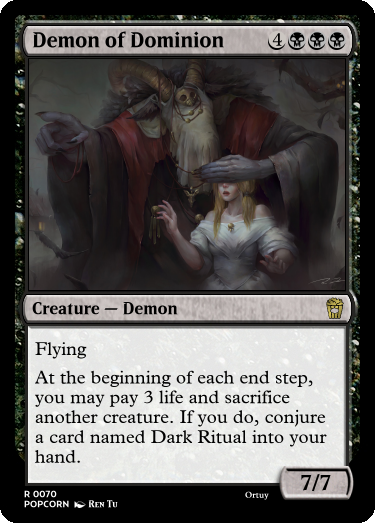 Demon of Dominion 4
Creature — Demon
Flying
At the beginning of each end step,
you may pay 3 life and sacrifice
another creature. If you do, conjure
a card named Dark Ritual into your
hand.
7/7
R 0070
POPCORN REN TU
Ortuy